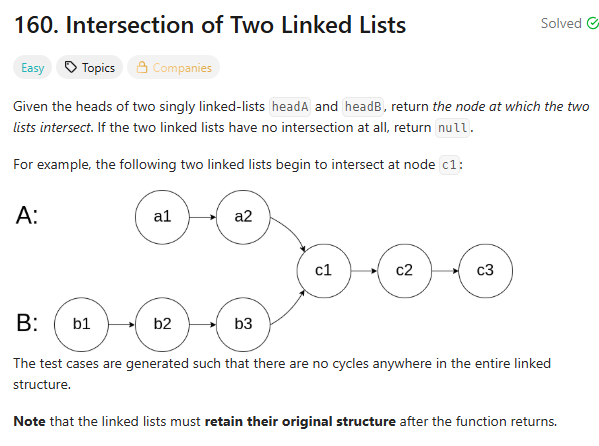 160. Intersection of Two Linked Lists
Solved
Easy Topics Companies
Given the heads of two singly linked-lists headA and headB, return the node at which the two
lists intersect. If the two linked lists have no intersection at all, return null.
For example, the following two linked lists begin to intersect at node c1:
A: a1 a2
c1 c2 c3
B: b1 b2 b3
The test cases are generated such that there are no cycles anywhere in the entire linked
structure.
Note that the linked lists must retain their original structure after the function returns.